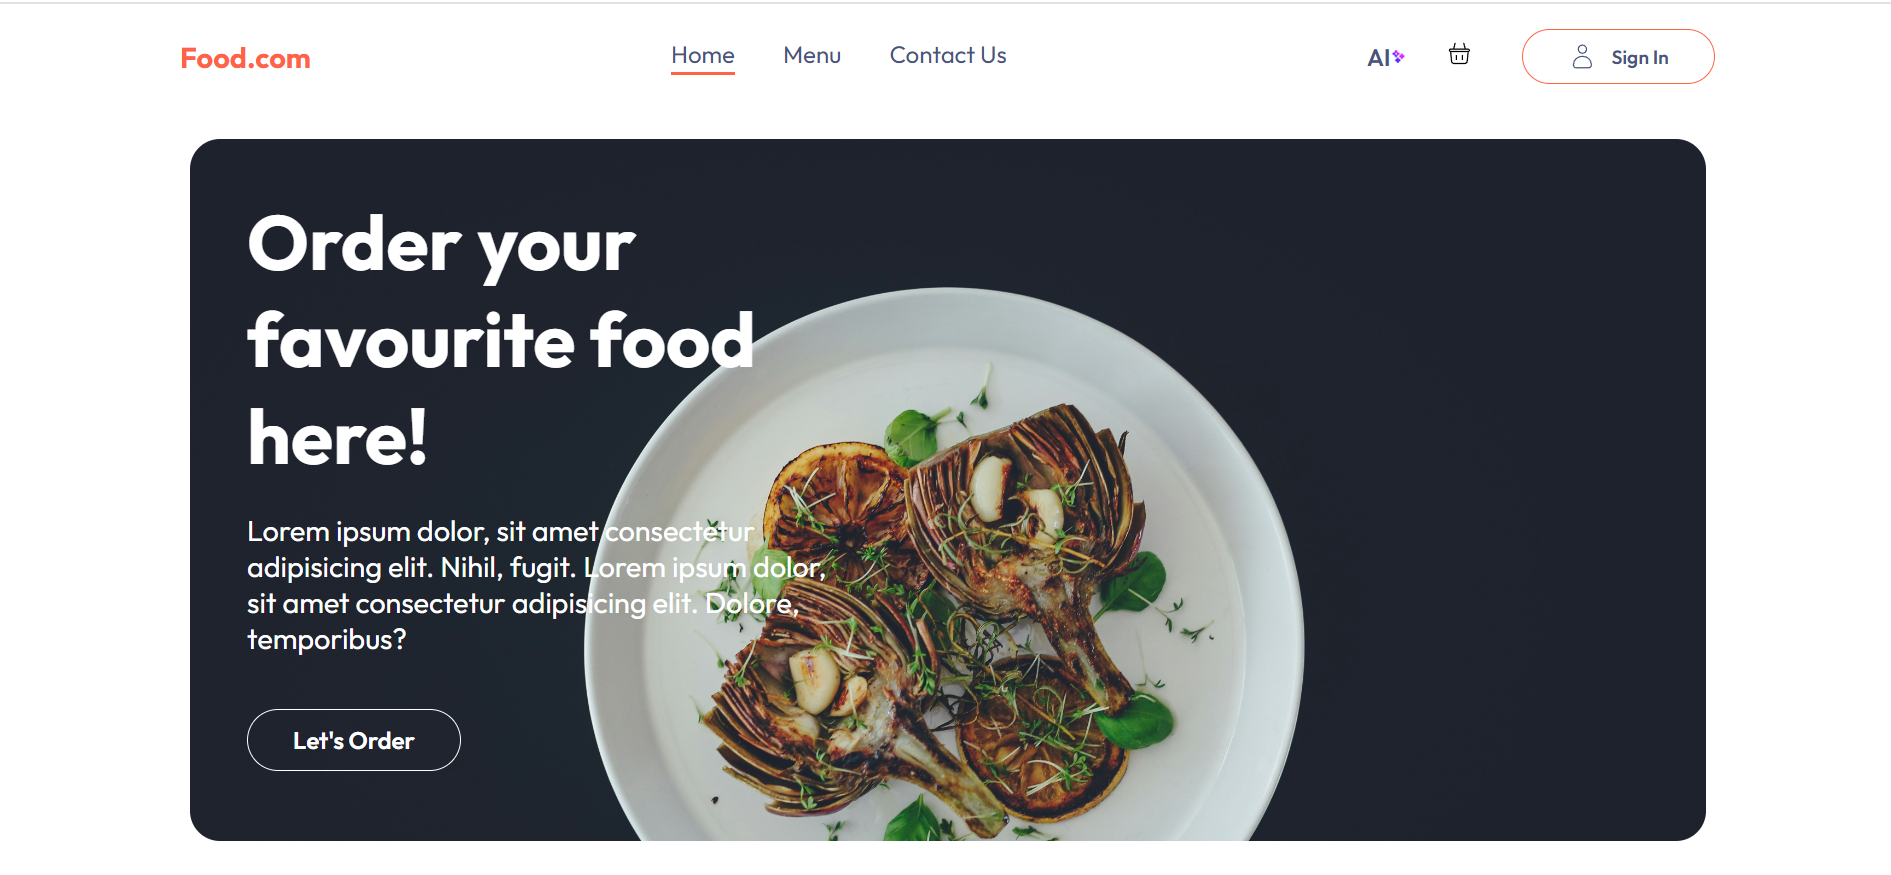 Food.com
Home
Menu
Contact Us
AI
Sign In
Order your
favourite food
here!
Lorem ipsum dolor, sit amet consectetur
adipisicing elit. Nihil, fugit. Lorem ipsum dolor,
sit amet consectetur adipisicing elit. Dolore,
temporibus?
Let's Order